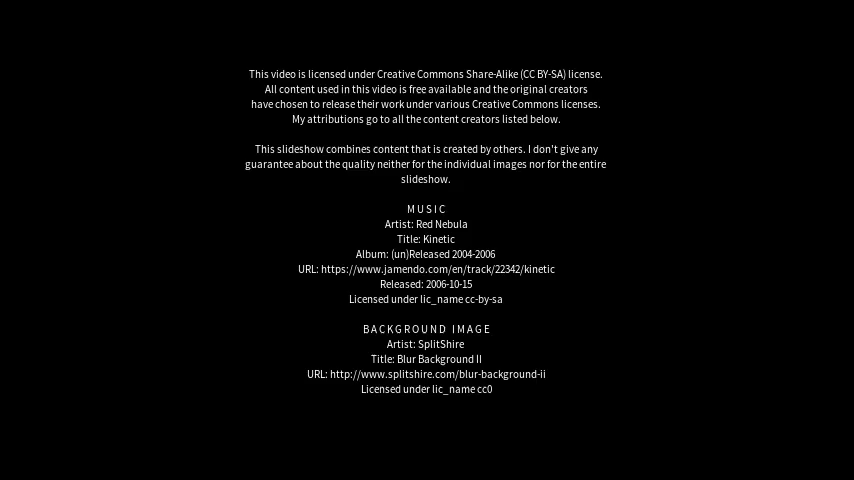 This video is licensed under Creative Commons Share-Alike (CC BY-SA) license.
All content used in this video is free available and the original creators
have chosen to release their work under various Creative Commons licenses.
My attributions go to all the content creators listed below.
This slideshow combines content that is created by others. I don't give any
guarantee about the quality neither for the individual images nor for the entire
slideshow.
MUSIC
Artist: Red Nebula
Title: Kinetic
Album: (un)Released 2004-2006
URL: https://www.jamendo.com/en/track/22342/kinetic
Released: 2006-10-15
Licensed under lic_name cc-by-sa
BACKGROUND IMAGE
Artist: SplitShire
Title: Blur Background II
URL: http://www.splitshire.com/blur-background-ii
Licensed under lic_name cc0